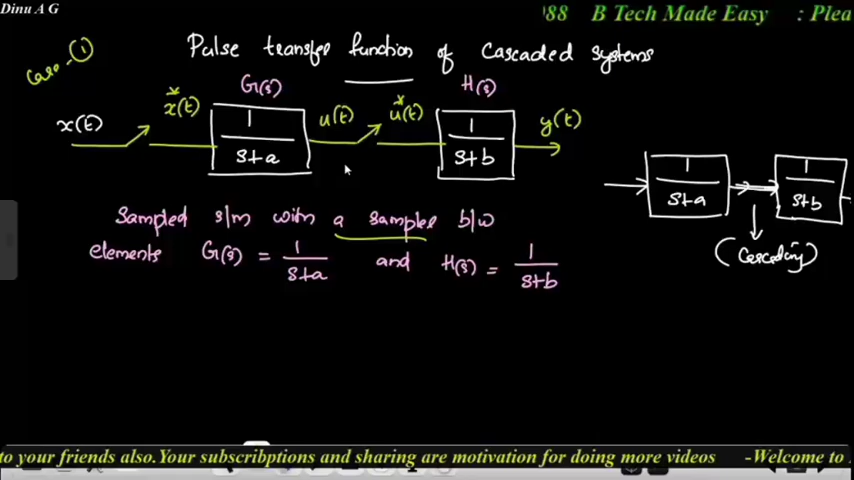 Dinu A G
988 B Tech Made Easy : Plea
Case-①
Pulse transfer function of Cascaded systems
G(s) H(s)
x(t) x*(t) 1/(s+a) u(t) u*(t) 1/(s+b) y(t)
1/(s+a) 1/(s+b)
(Cascading)
Sampled s/m with a sampler b/w
elements G(s) = 1/(s+a) and H(s) = 1/(s+b)
to your friends also.Your subscribptions and sharing are motivation for doing more videos -Welcome to